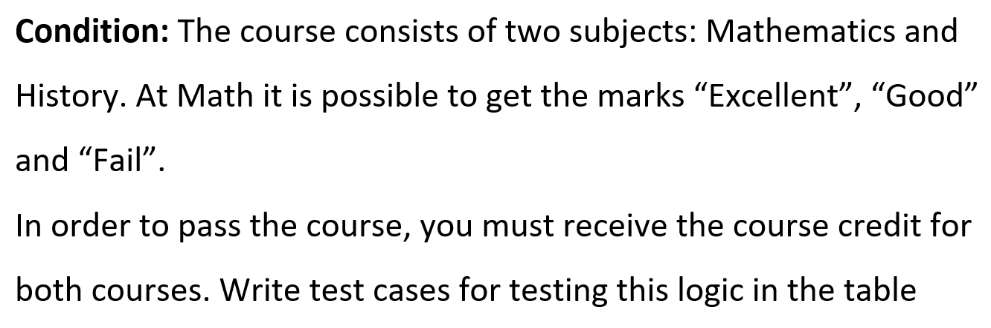 Condition: The course consists of two subjects: Mathematics and
History. At Math it is possible to get the marks “Excellent”, “Good”
and “Fail”.
In order to pass the course, you must receive the course credit for
both courses. Write test cases for testing this logic in the table